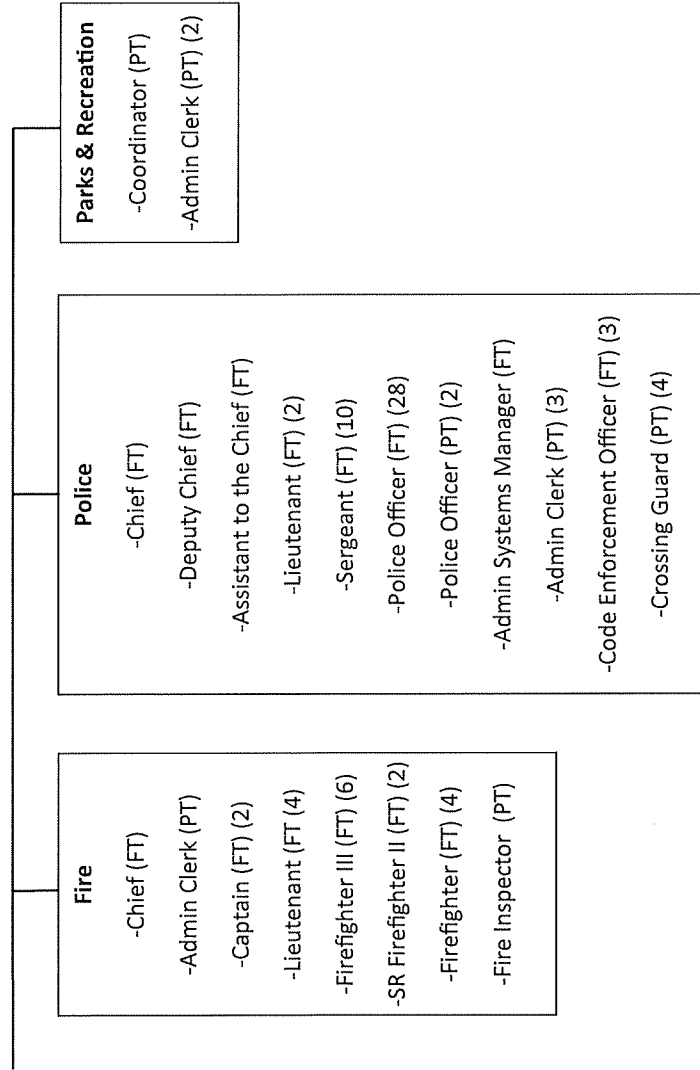 Fire
-Chief (FT)
-Admin Clerk (PT)
-Captain (FT) (2)
-Lieutenant (FT (4)
-Firefighter III (FT) (6)
-SR Firefighter II (FT) (2)
-Firefighter (FT) (4)
-Fire Inspector (PT)
Police
-Chief (FT)
-Deputy Chief (FT)
-Assistant to the Chief (FT)
-Lieutenant (FT) (2)
-Sergeant (FT) (10)
-Police Officer (FT) (28)
-Police Officer (PT) (2)
-Admin Systems Manager (FT)
-Admin Clerk (PT) (3)
-Code Enforcement Officer (FT) (3)
-Crossing Guard (PT) (4)
Parks & Recreation
-Coordinator (PT)
-Admin Clerk (PT) (2)